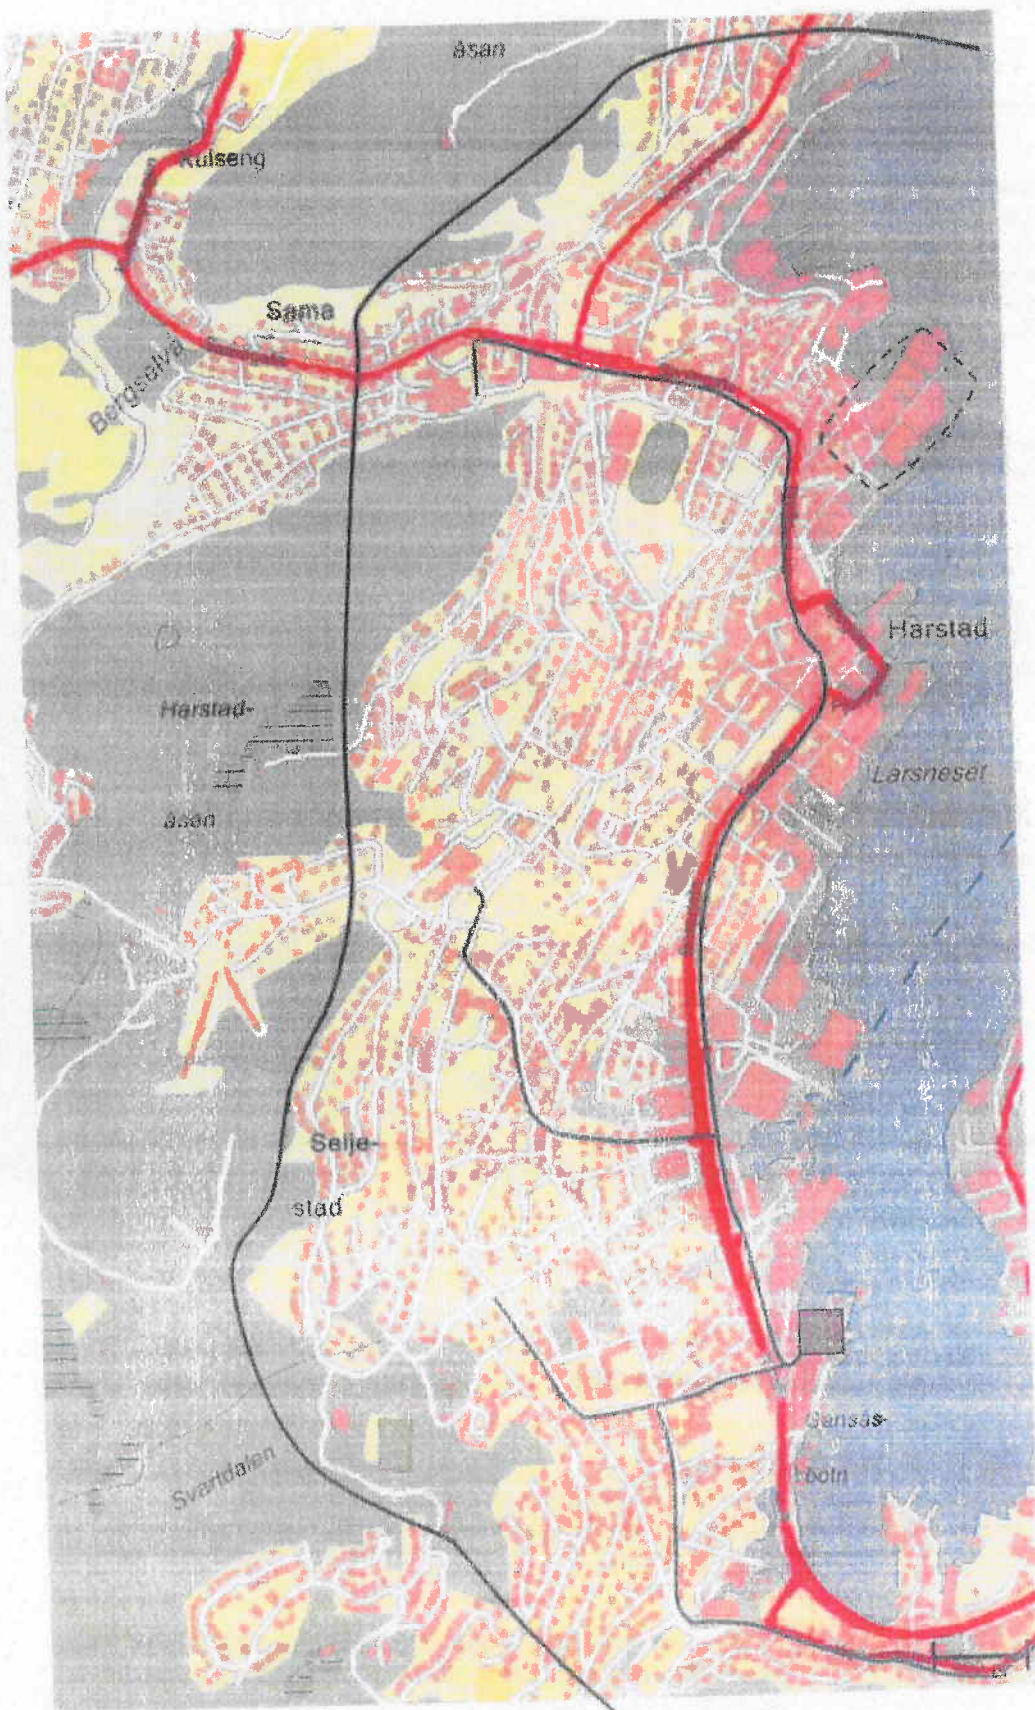 åsan
Kulseng
Sama
Bergselva
Harstad
Harstad-
åsen
Larsneset
Selje-
stad
Gansås-
botn
Svartdalen